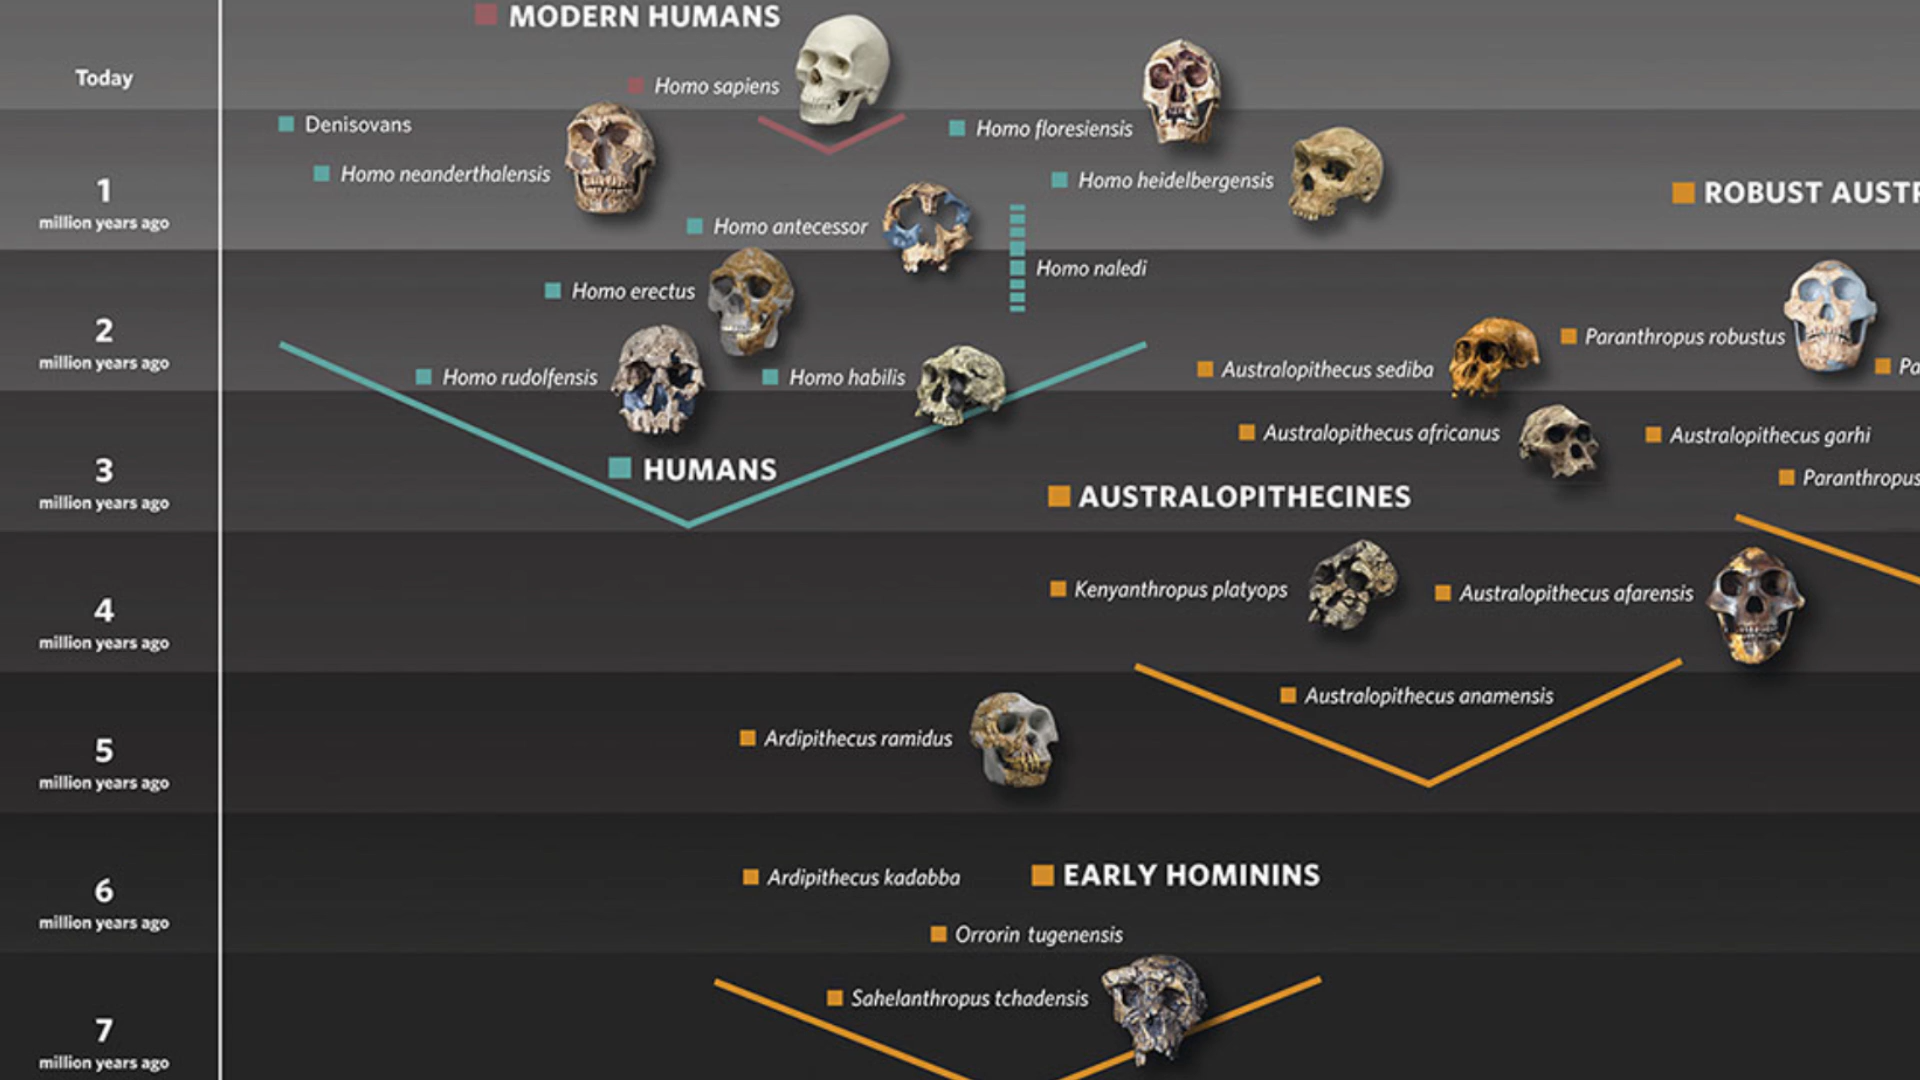 MODERN HUMANS
Today
Homo sapiens
Denisovans
Homo floresiensis
Homo neanderthalensis
Homo heidelbergensis
1
million years ago
ROBUST AUSTR
Homo antecessor
Homo naledi
Homo erectus
2
million years ago
Paranthropus robustus
Australopithecus sediba
Pa
Homo rudolfensis
Homo habilis
Australopithecus africanus
Australopithecus garhi
3
million years ago
HUMANS
Paranthropus
AUSTRALOPITHECINES
4
million years ago
Kenyanthropus platyops
Australopithecus afarensis
Australopithecus anamensis
5
million years ago
Ardipithecus ramidus
6
million years ago
Ardipithecus kadabba
EARLY HOMININS
Orrorin tugenensis
Sahelanthropus tchadensis
7
million years ago